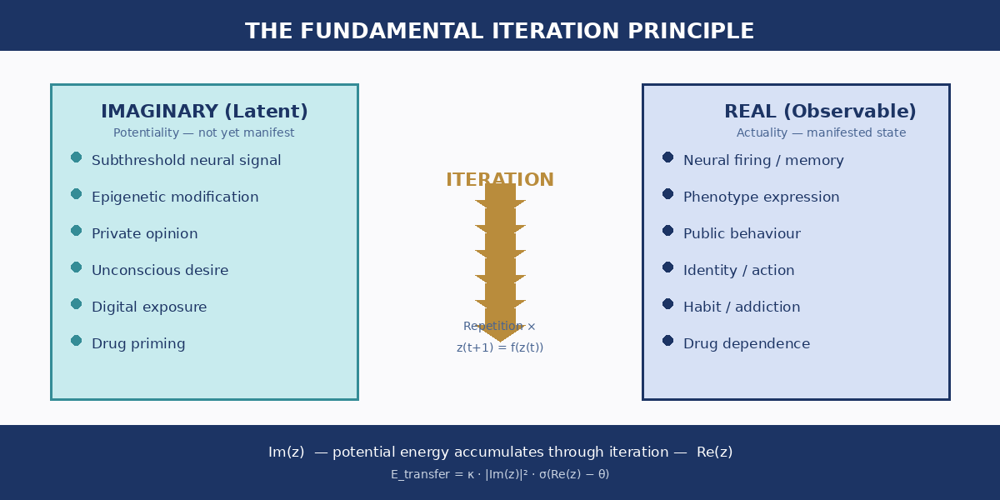 THE FUNDAMENTAL ITERATION PRINCIPLE
IMAGINARY (Latent)
Potentiality — not yet manifest
Subthreshold neural signal
Epigenetic modification
Private opinion
Unconscious desire
Digital exposure
Drug priming
ITERATION
Repetition ×
z(t+1) = f(z(t))
REAL (Observable)
Actuality — manifested state
Neural firing / memory
Phenotype expression
Public behaviour
Identity / action
Habit / addiction
Drug dependence
Im(z) — potential energy accumulates through iteration — Re(z)
E_transfer = κ · |Im(z)|² · σ(Re(z) − θ)